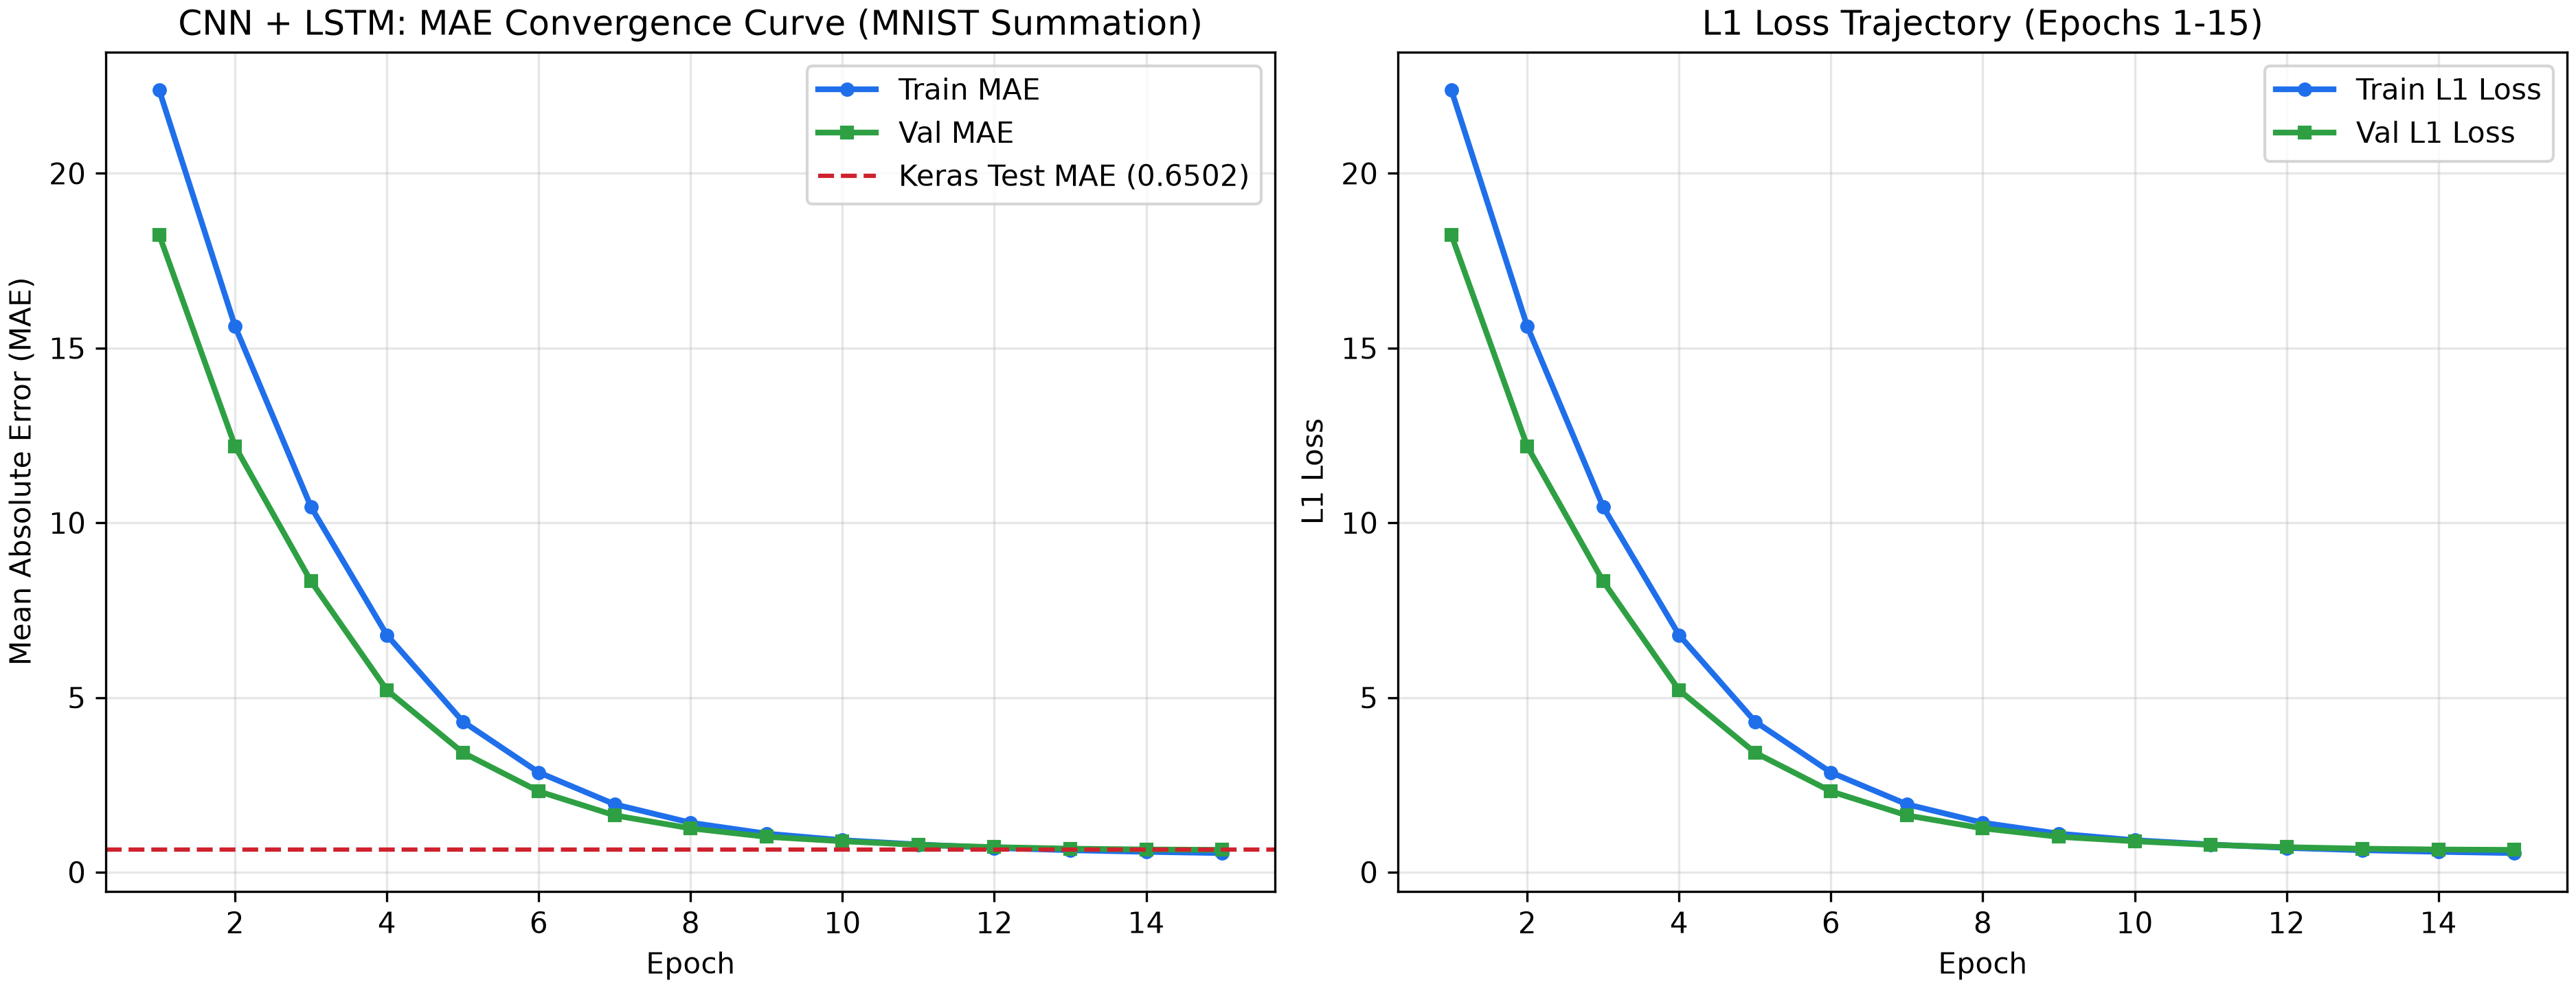 CNN + LSTM: MAE Convergence Curve (MNIST Summation)
Train MAE
Val MAE
Keras Test MAE (0.6502)
Mean Absolute Error (MAE)
20
15
10
5
0
2 4 6 8 10 12 14
Epoch
L1 Loss Trajectory (Epochs 1-15)
Train L1 Loss
Val L1 Loss
L1 Loss
20
15
10
5
0
2 4 6 8 10 12 14
Epoch